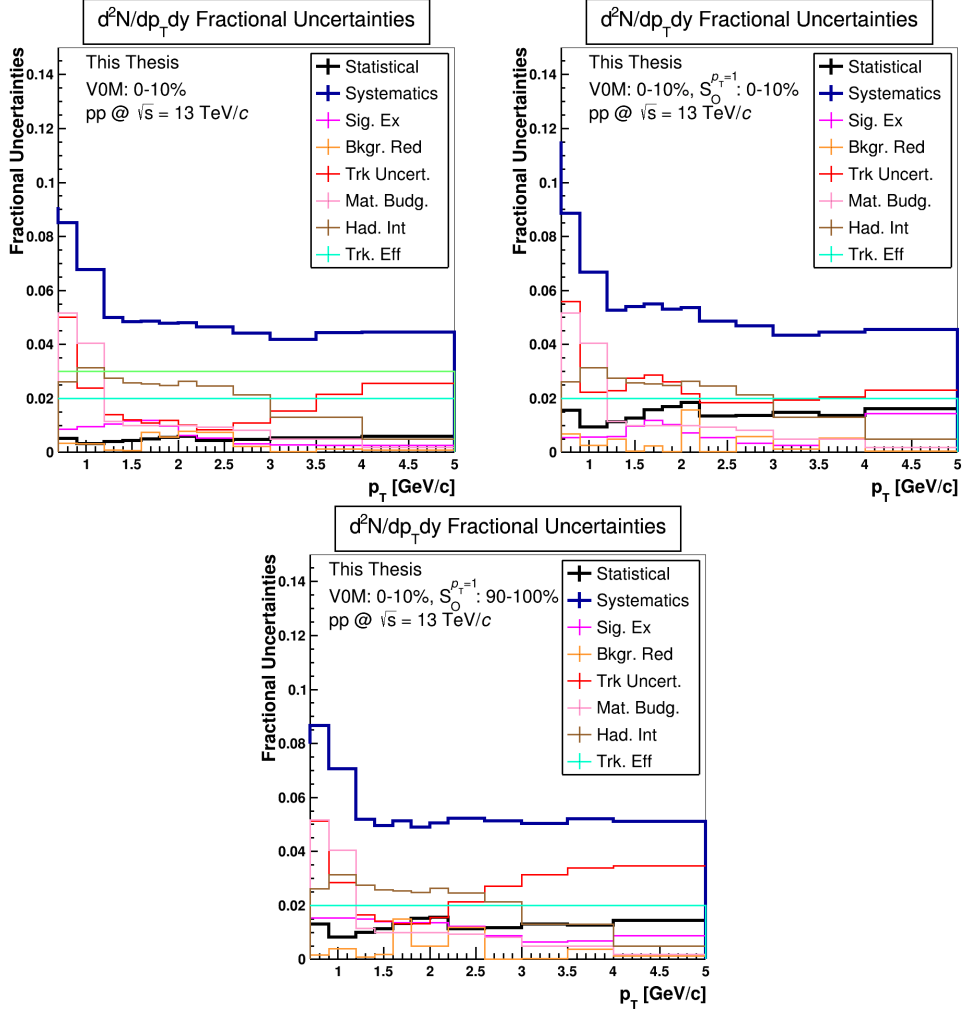 d²N/dp_Tdy Fractional Uncertainties
Fractional Uncertainties
0.14
0.12
0.1
0.08
0.06
0.04
0.02
0
This Thesis
V0M: 0-10%
pp @ √s = 13 TeV/c
Statistical
Systematics
Sig. Ex
Bkgr. Red
Trk Uncert.
Mat. Budg.
Had. Int
Trk. Eff
1 1.5 2 2.5 3 3.5 4 4.5 5
p_T [GeV/c]
d²N/dp_Tdy Fractional Uncertainties
Fractional Uncertainties
0.14
0.12
0.1
0.08
0.06
0.04
0.02
0
This Thesis
V0M: 0-10%, S_O^{p_T=1}: 0-10%
pp @ √s = 13 TeV/c
Statistical
Systematics
Sig. Ex
Bkgr. Red
Trk Uncert.
Mat. Budg.
Had. Int
Trk. Eff
1 1.5 2 2.5 3 3.5 4 4.5 5
p_T [GeV/c]
d²N/dp_Tdy Fractional Uncertainties
Fractional Uncertainties
0.14
0.12
0.1
0.08
0.06
0.04
0.02
0
This Thesis
V0M: 0-10%, S_O^{p_T=1}: 90-100%
pp @ √s = 13 TeV/c
Statistical
Systematics
Sig. Ex
Bkgr. Red
Trk Uncert.
Mat. Budg.
Had. Int
Trk. Eff
1 1.5 2 2.5 3 3.5 4 4.5 5
p_T [GeV/c]